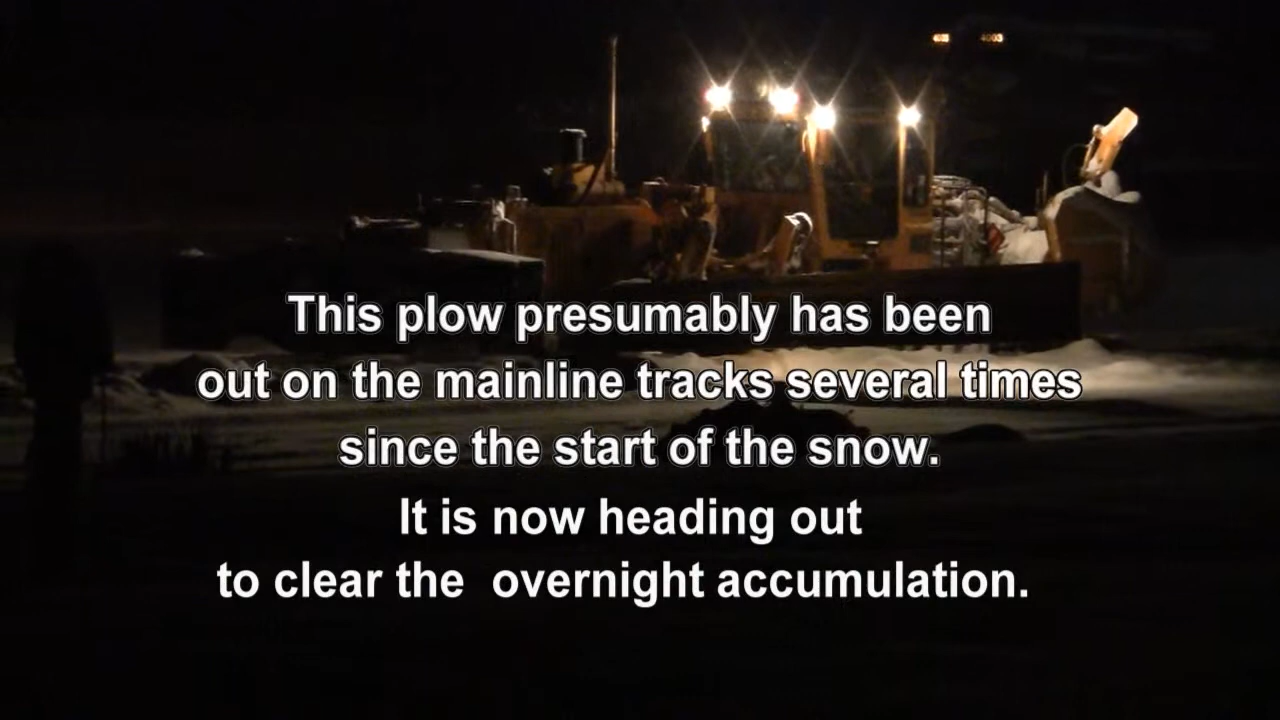 This plow presumably has been
out on the mainline tracks several times
since the start of the snow.
It is now heading out
to clear the  overnight accumulation.